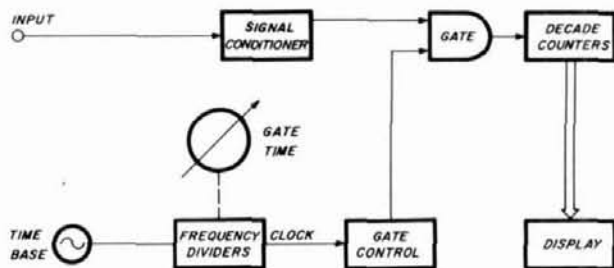 INPUT
SIGNAL
CONDITIONER
GATE
DECADE
COUNTERS
GATE
TIME
TIME
BASE
FREQUENCY
DIVIDERS
CLOCK
GATE
CONTROL
DISPLAY